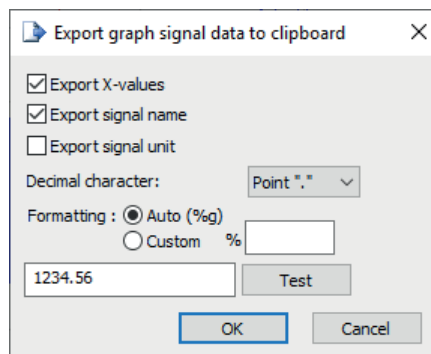 Export graph signal data to clipboard
Export X-values
Export signal name
Export signal unit
Decimal character: Point "."
Formatting : Auto (%g)
Custom %
1234.56 Test
OK Cancel